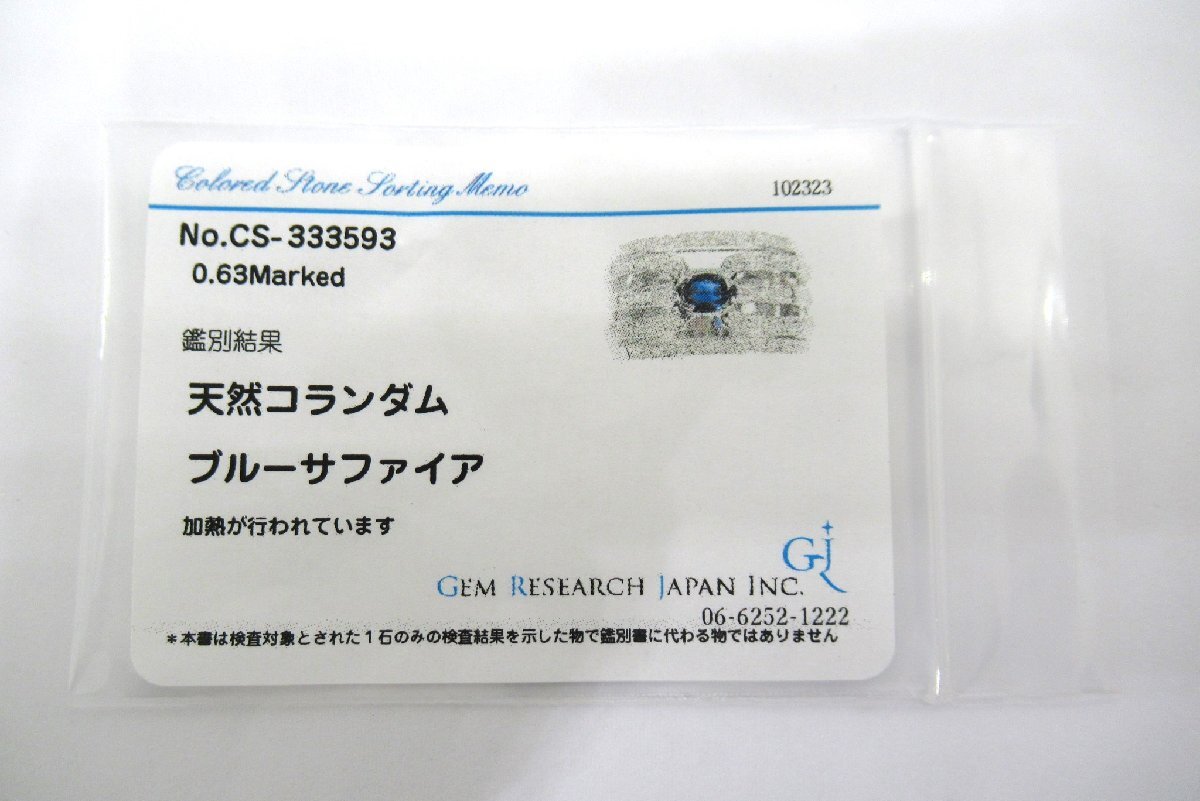 Colored Stone Sorting Memo 102323
No.CS-333593
0.63Marked
鑑別結果
天然コランダム
ブルーサファイア
加熱が行われています
GJ
GEM RESEARCH JAPAN INC.
06-6252-1222
*本書は検査対象とされた1石のみの検査結果を示した物で鑑別書に代わる物ではありません